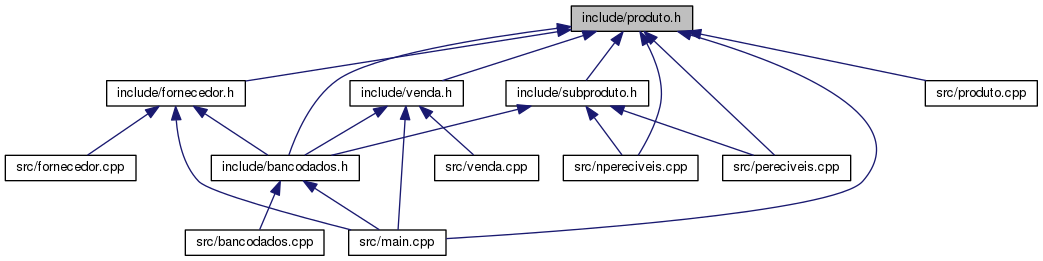 include/produto.h
include/fornecedor.h
include/venda.h
include/subproduto.h
src/produto.cpp
src/fornecedor.cpp
include/bancodados.h
src/venda.cpp
src/npereciveis.cpp
src/pereciveis.cpp
src/bancodados.cpp
src/main.cpp